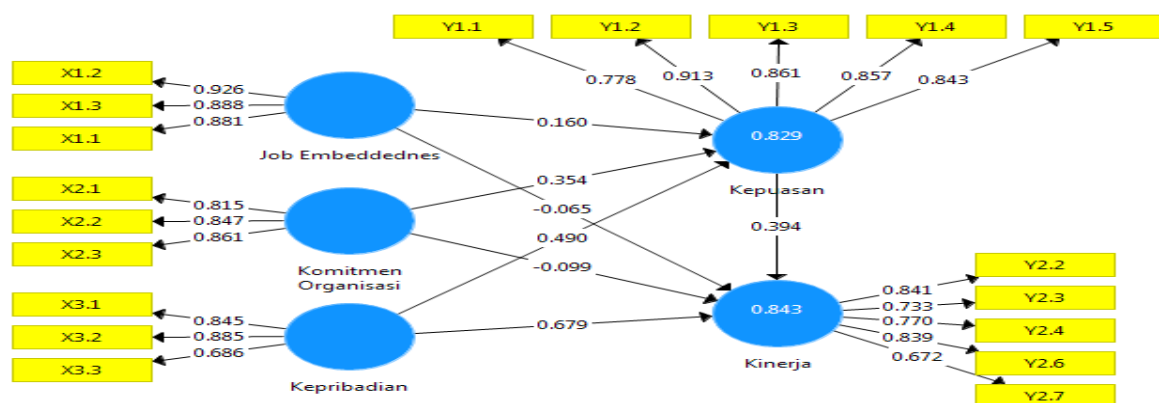 Y1.1
Y1.2
Y1.3
Y1.4
Y1.5
0.778
0.913
0.861
0.857
0.843
X1.2
X1.3
X1.1
0.926
0.888
0.881
Job Embeddednes
0.160
0.829
Kepuasan
X2.1
X2.2
X2.3
0.815
0.847
0.861
Komitmen
Organisasi
0.354
-0.065
0.490
-0.099
0.394
X3.1
X3.2
X3.3
0.845
0.885
0.686
Kepribadian
0.679
0.843
Kinerja
0.841
0.733
0.770
0.839
0.672
Y2.2
Y2.3
Y2.4
Y2.6
Y2.7